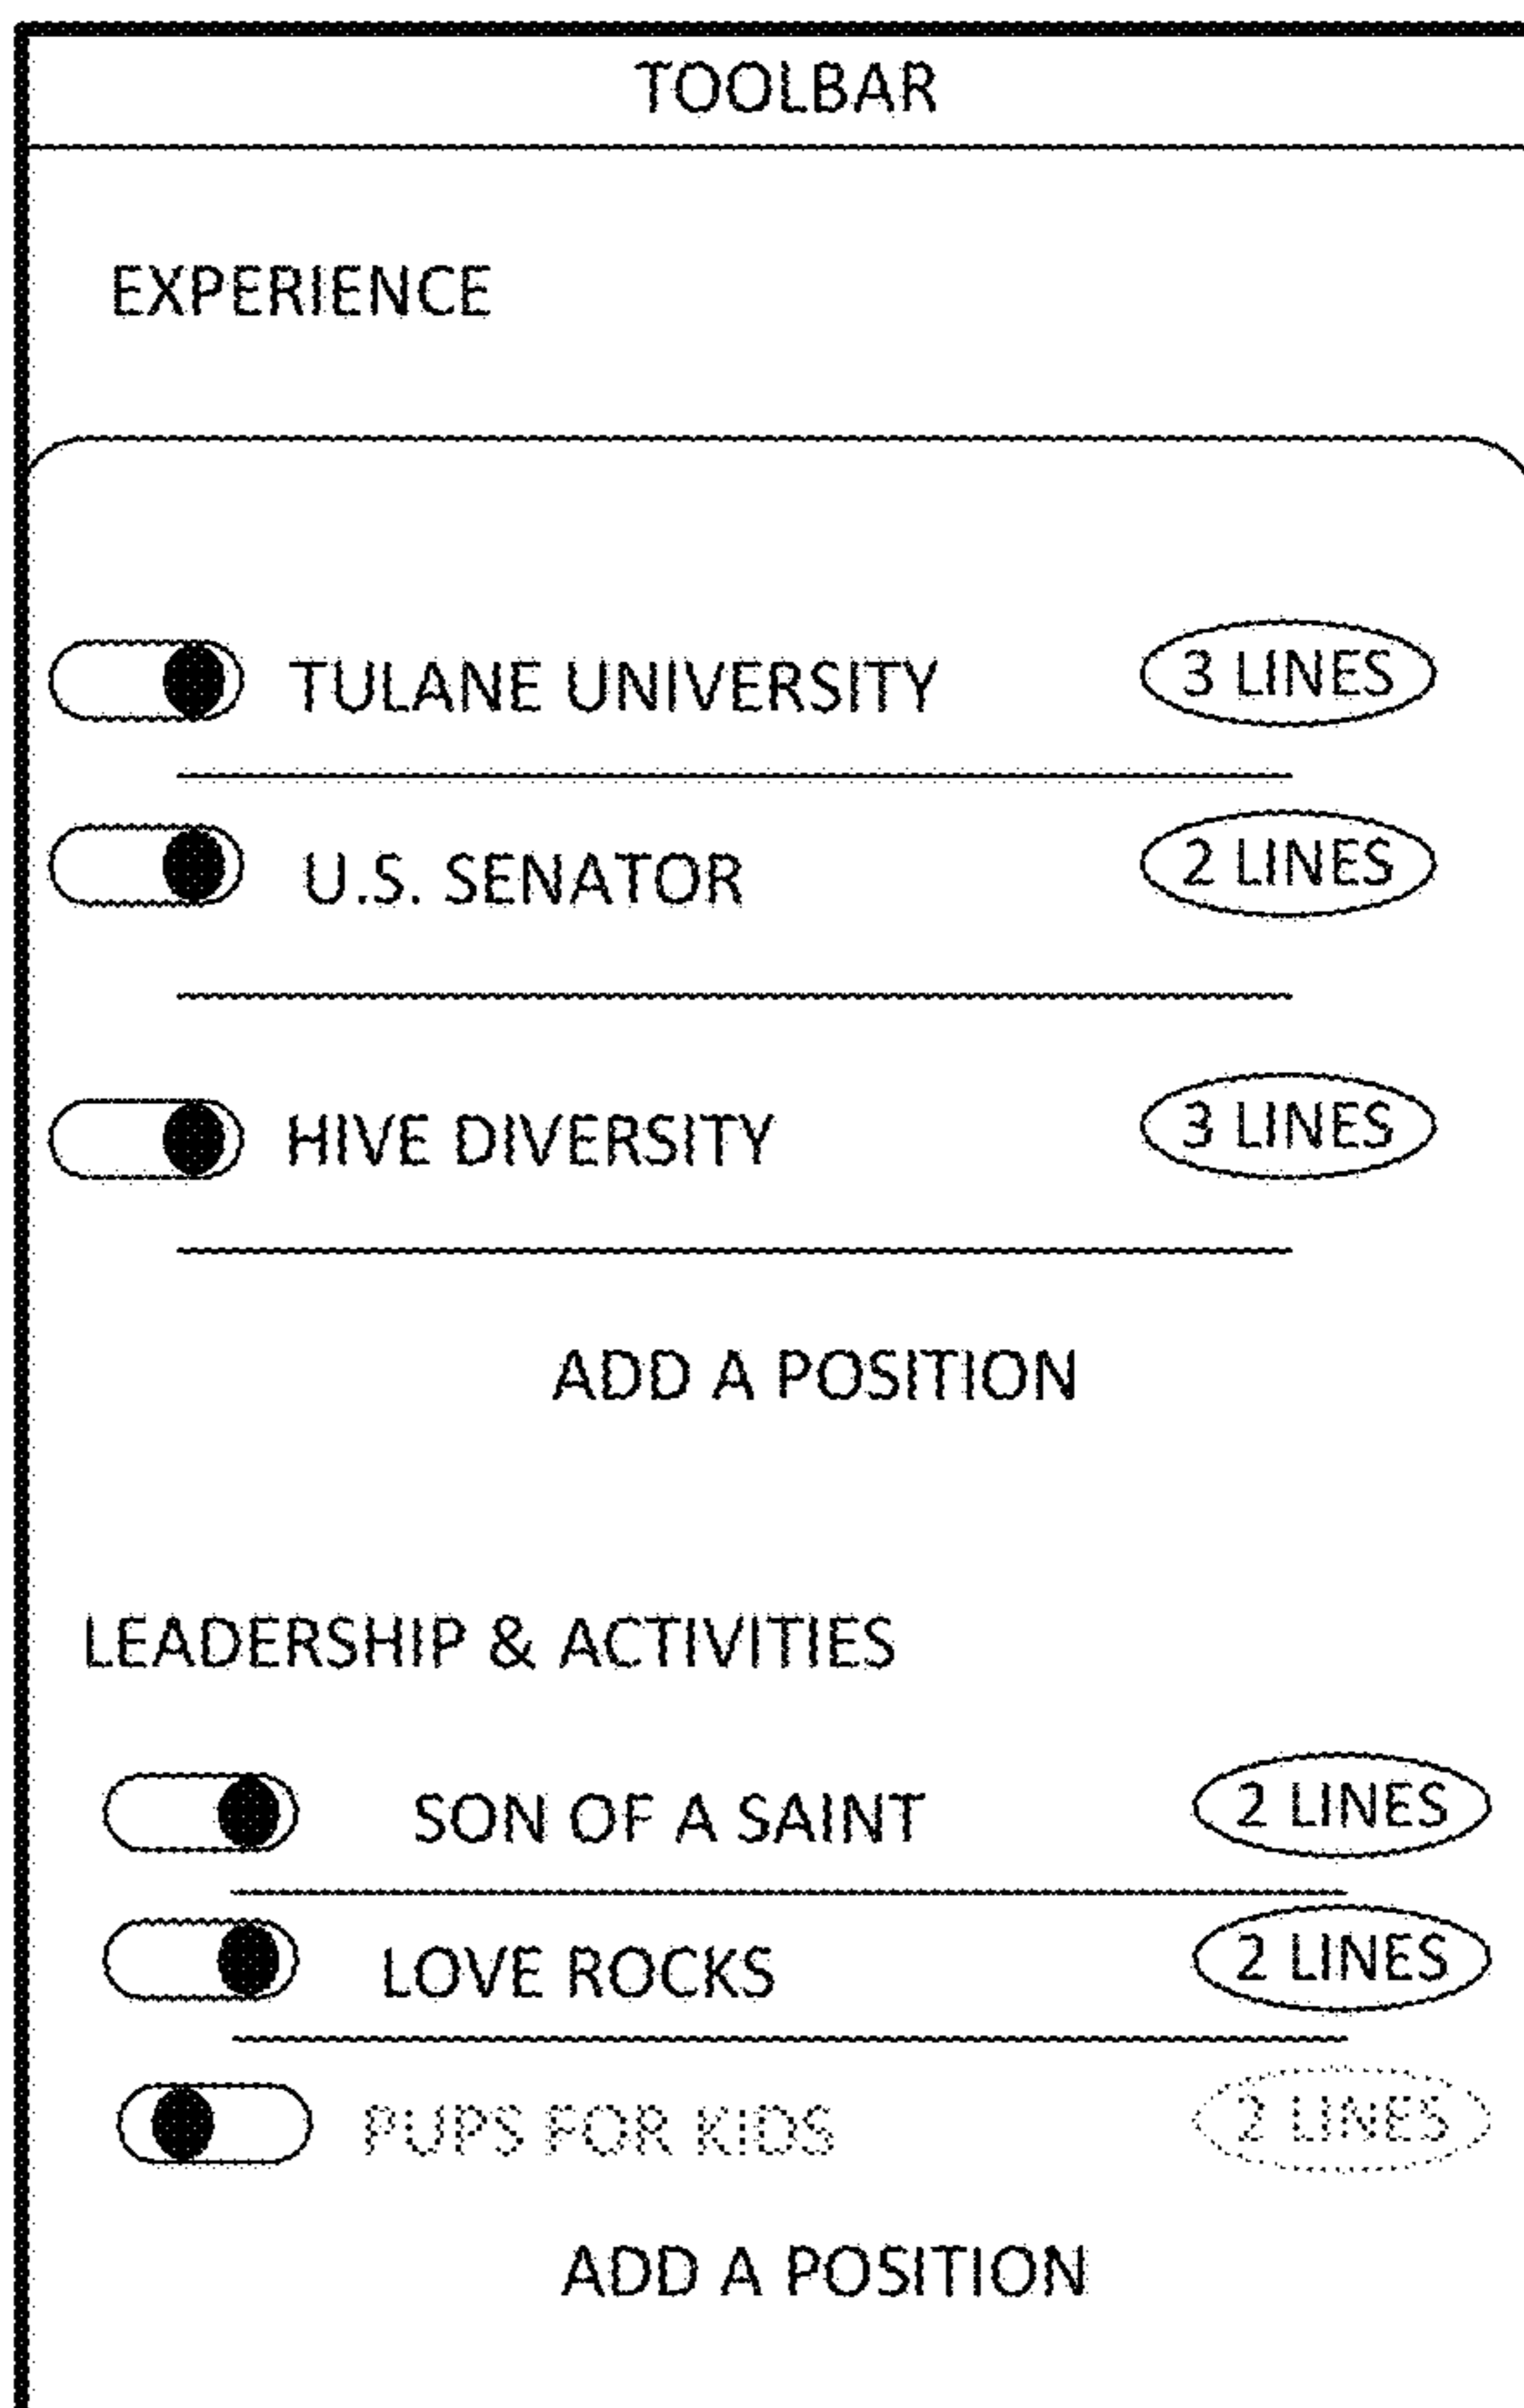 TOOLBAR
EXPERIENCE
TULANE UNIVERSITY 3 LINES
U.S. SENATOR 2 LINES
HIVE DIVERSITY 3 LINES
ADD A POSITION
LEADERSHIP & ACTIVITIES
SON OF A SAINT 2 LINES
LOVE ROCKS 2 LINES
PUPS FOR KIDS 2 LINES
ADD A POSITION